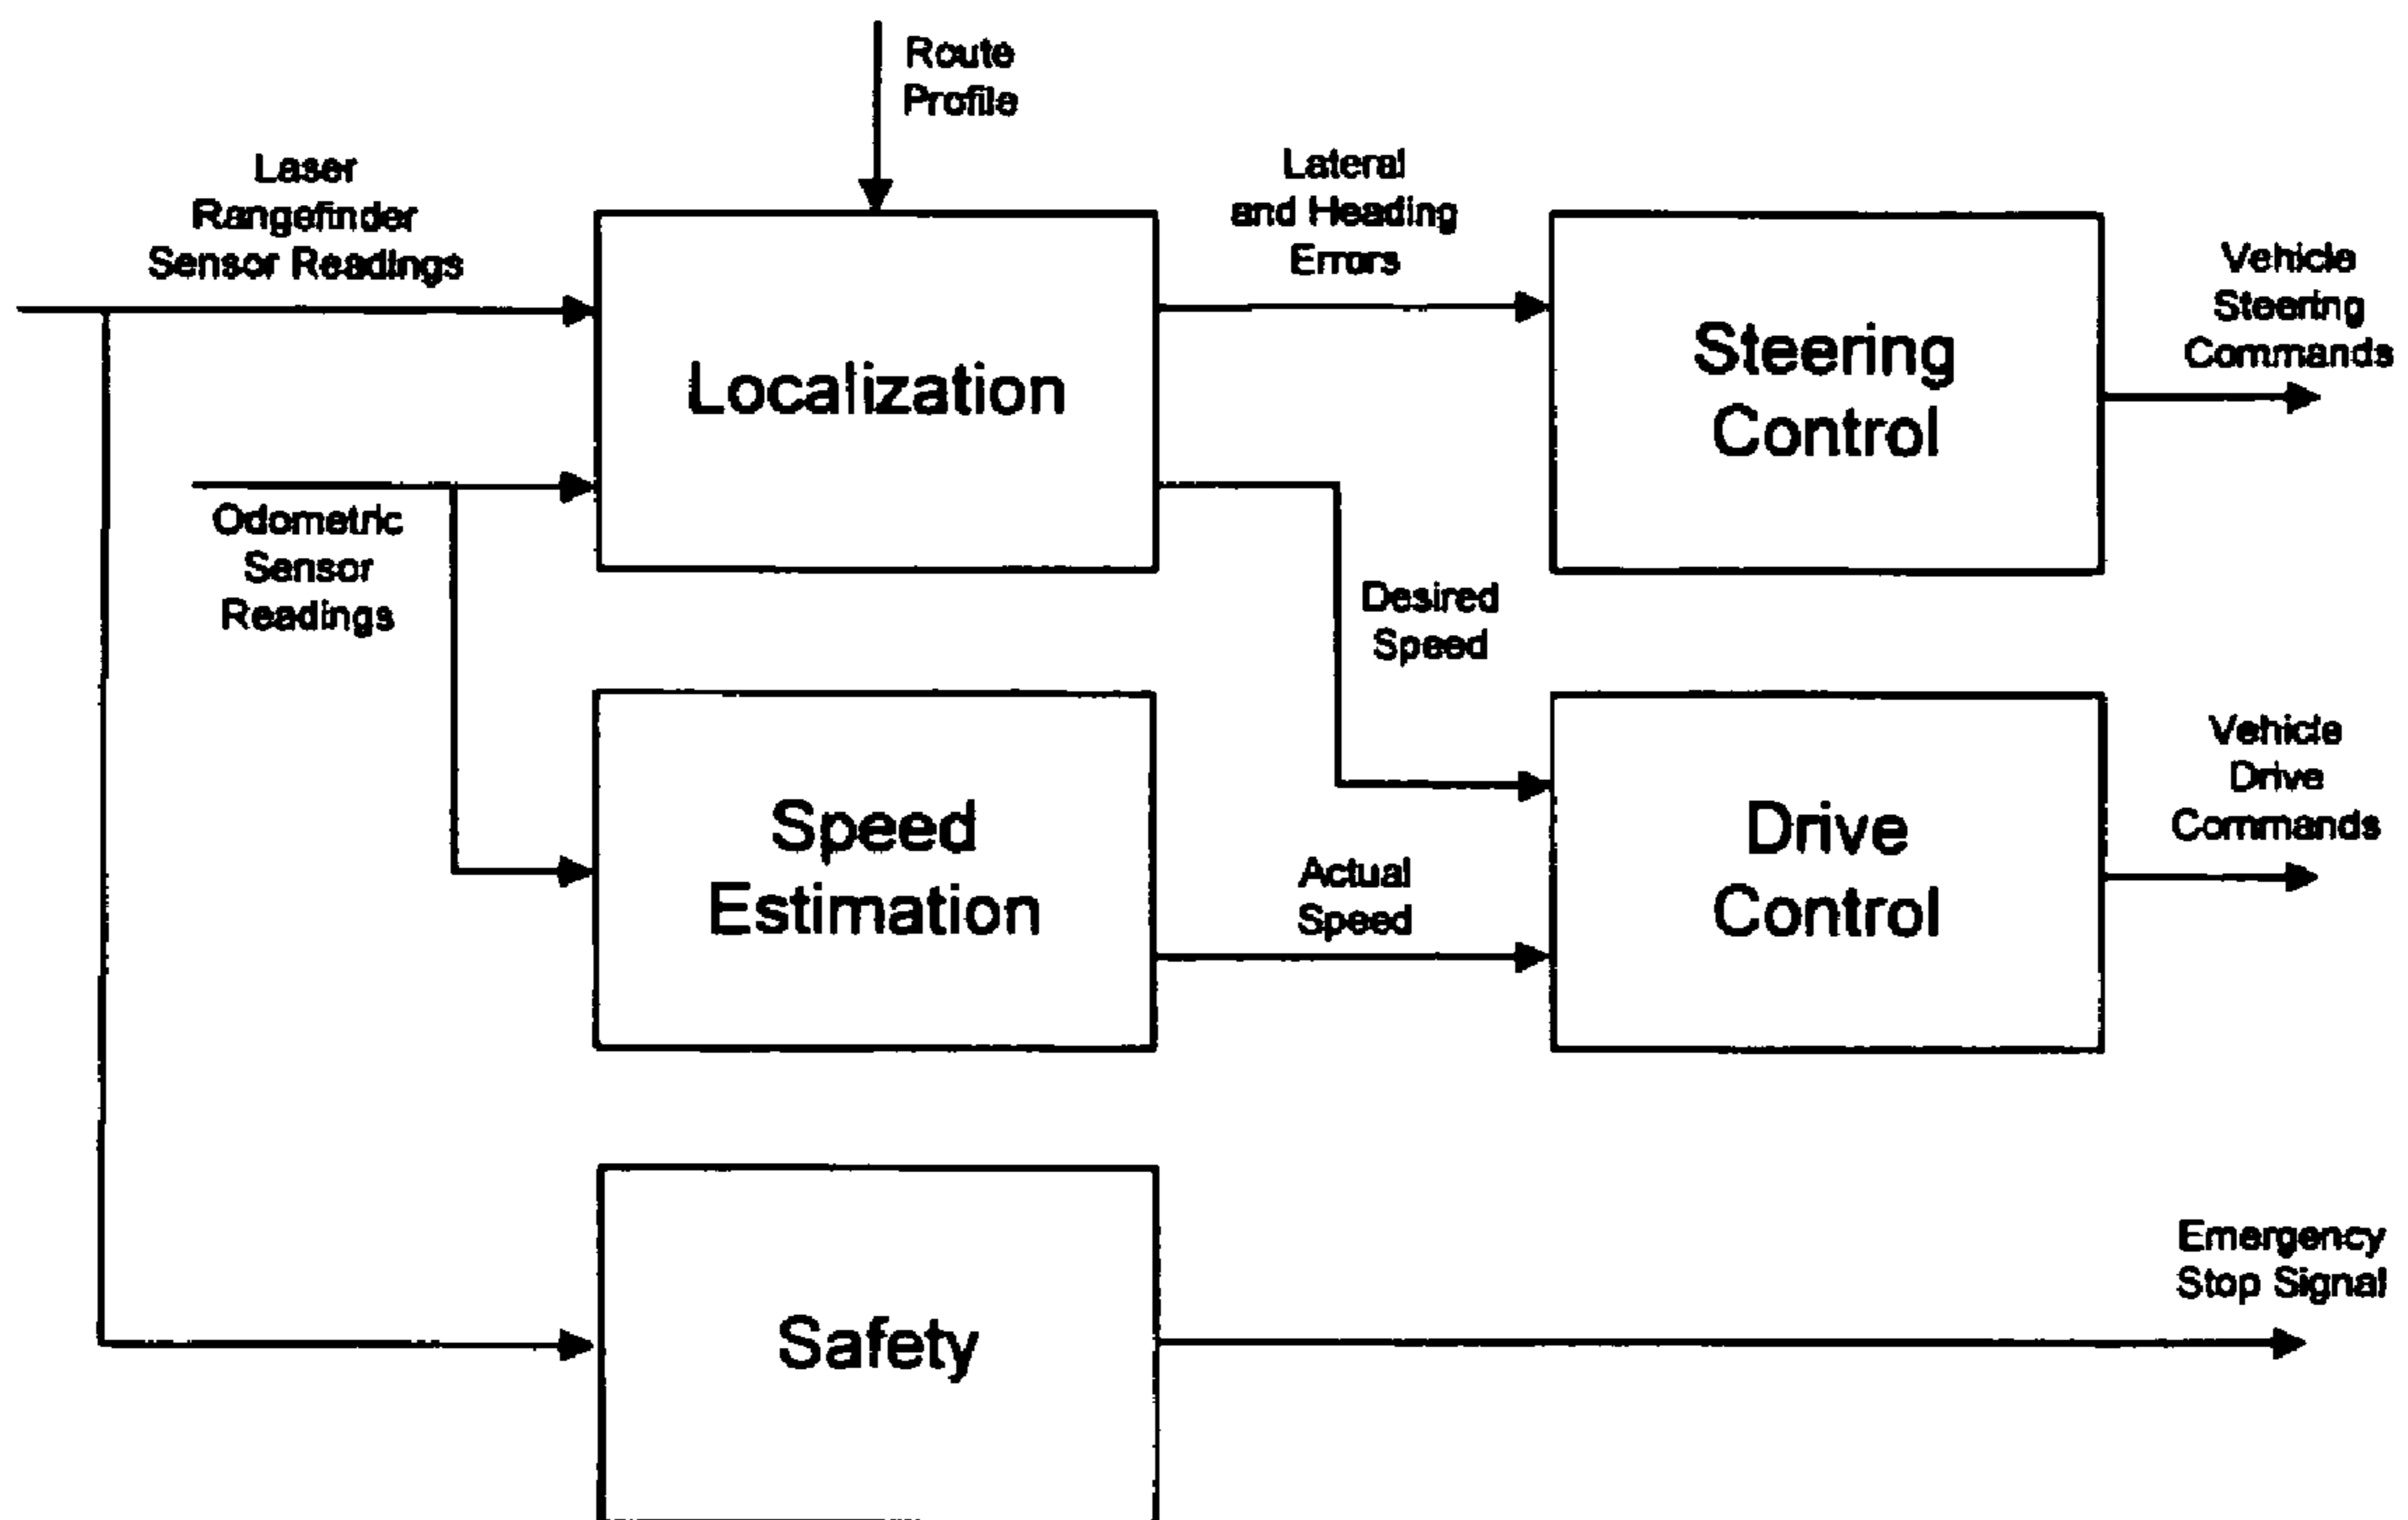 Route
Profile
Laser
Rangefinder
Sensor Readings
Lateral
and Heading
Errors
Vehicle
Steering
Commands
Localization
Steering
Control
Odometric
Sensor
Readings
Desired
Speed
Speed
Estimation
Actual
Speed
Drive
Control
Vehicle
Drive
Commands
Safety
Emergency
Stop Signal